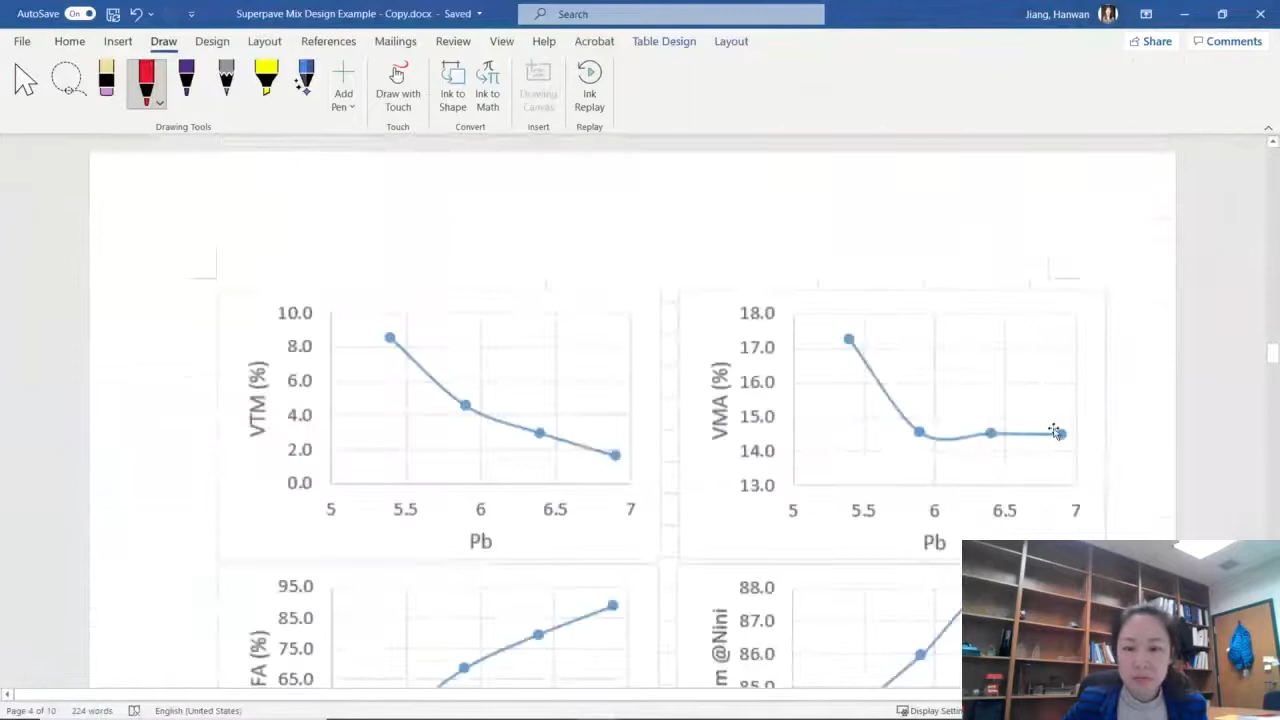 AutoSave On Superpave Mix Design Example - Copy.docx - Saved Search Jiang, Hanwan
File Home Insert Draw Design Layout References Mailings Review View Help Acrobat Table Design Layout Share Comments
Add Pen
Draw with Touch
Ink to Shape
Ink to Math
Drawing Canvas
Ink Replay
Drawing Tools Touch Convert Insert Replay
VTM (%)
10.0
8.0
6.0
4.0
2.0
0.0
5 5.5 6 6.5 7
Pb
VMA (%)
18.0
17.0
16.0
15.0
14.0
13.0
5 5.5 6 6.5 7
Pb
FA (%)
95.0
85.0
75.0
65.0
m @Nini
88.0
87.0
86.0
85.0
Page 4 of 10 224 words English (United States) Display Setting